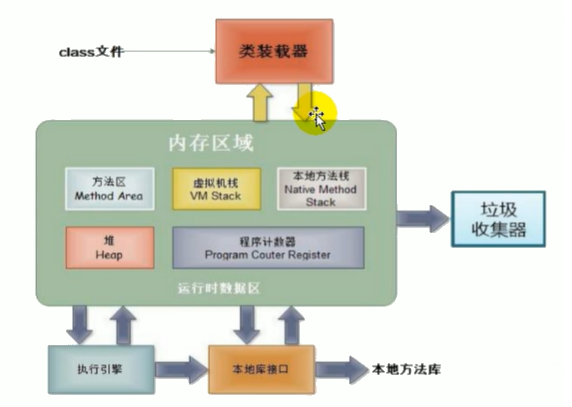 class文件
类装载器
内存区域
方法区
Method Area
虚拟机栈
VM Stack
本地方法栈
Native Method
Stack
堆
Heap
程序计数器
Program Couter Register
运行时数据区
垃圾
收集器
执行引擎
本地库接口
本地方法库